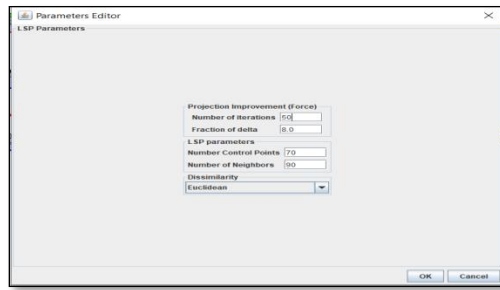 Parameters Editor
LSP Parameters
Projection Improvement (Force)
Number of iterations 50
Fraction of delta 8.0
LSP parameters
Number Control Points 70
Number of Neighbors 90
Dissimilarity
Euclidean
OK Cancel